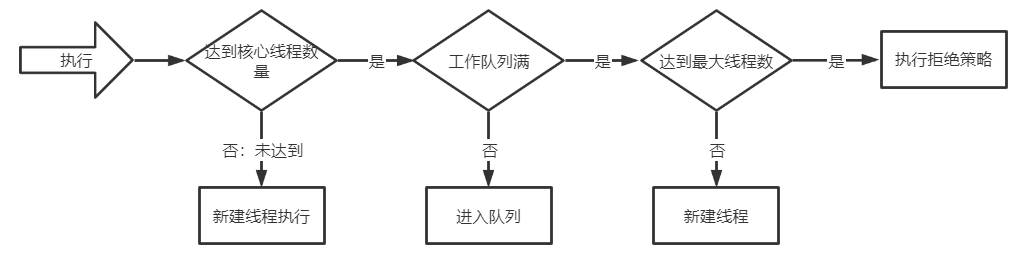 执行
达到核心线程数
量
是
工作队列满
是
达到最大线程数
是
执行拒绝策略
否：未达到
否
否
新建线程执行
进入队列
新建线程